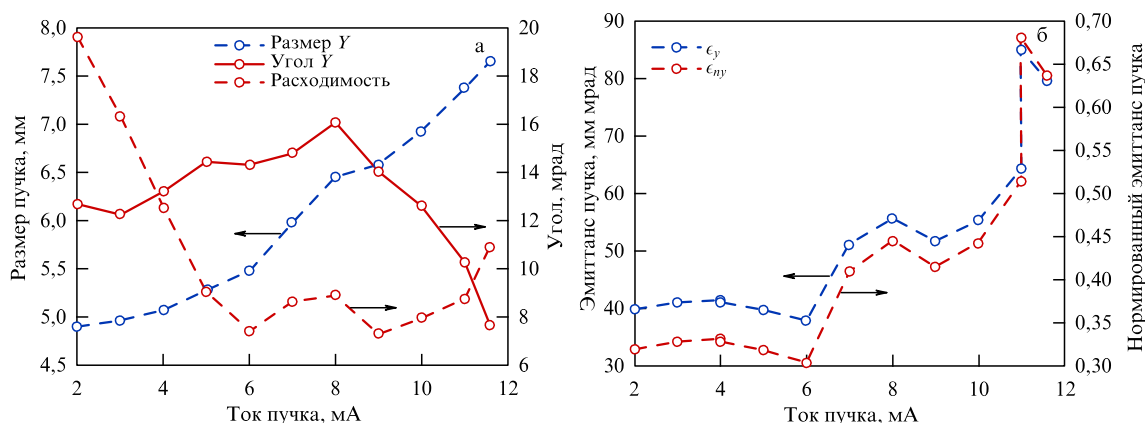 а
Размер Y
Угол Y
Расходимость
Размер пучка, мм
8,0
7,5
7,0
6,5
6,0
5,5
5,0
4,5
Угол, мрад
20
18
16
14
12
10
8
6
2 4 6 8 10 12
Ток пучка, мА
б
ϵy
ϵny
Эмиттанс пучка, мм мрад
90
80
70
60
50
40
30
Нормированный эмиттанс пучка
0,70
0,65
0,60
0,55
0,50
0,45
0,40
0,35
0,30
2 4 6 8 10 12
Ток пучка, мА